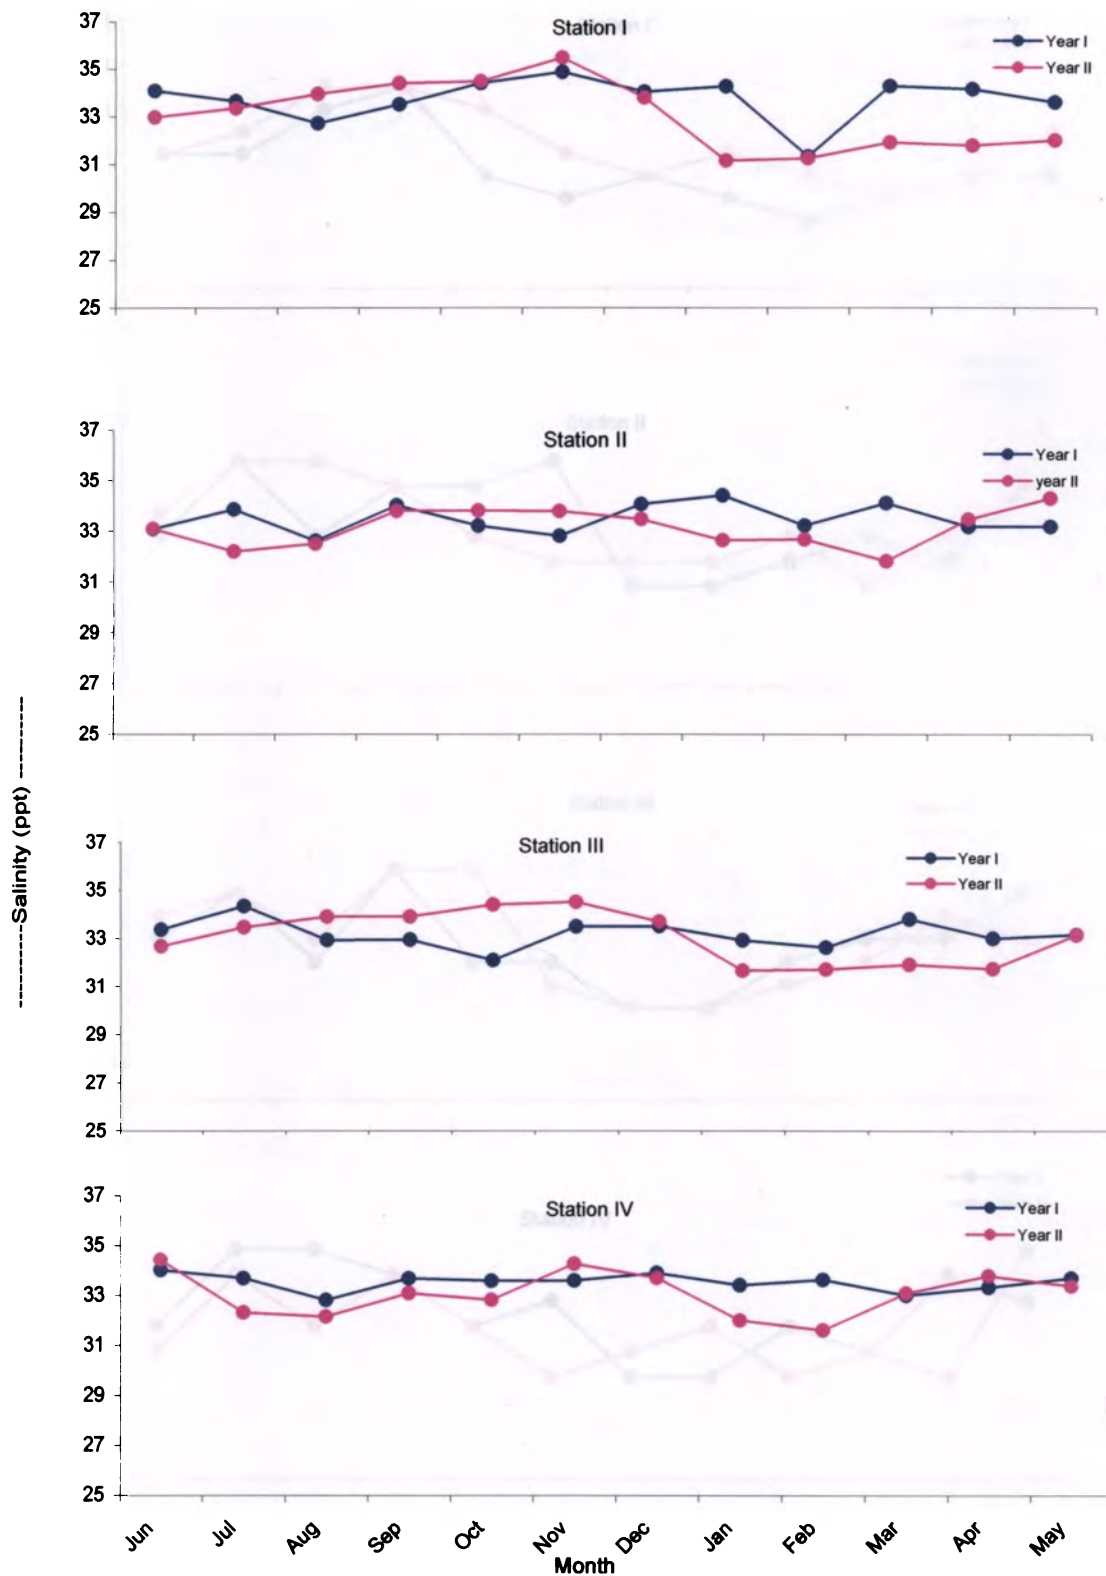 Station I
Year I
Year II
37
35
33
31
29
27
25
Station II
Year I
year II
37
35
33
31
29
27
25
Station III
Year I
Year II
37
35
33
31
29
27
25
Station IV
Year I
Year II
37
35
33
31
29
27
25
---------Salinity (ppt) ---------
Jun Jul Aug Sep Oct Nov Dec Jan Feb Mar Apr May
Month